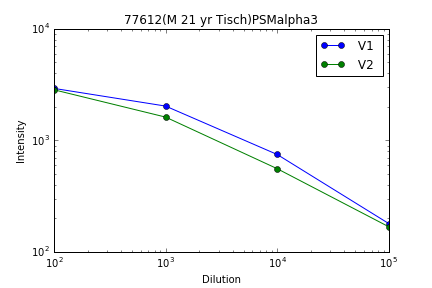 77612(M 21 yr Tisch)PSMalpha3
V1
V2
10^4
10^3
10^2
Intensity
10^2 10^3 10^4 10^5
Dilution